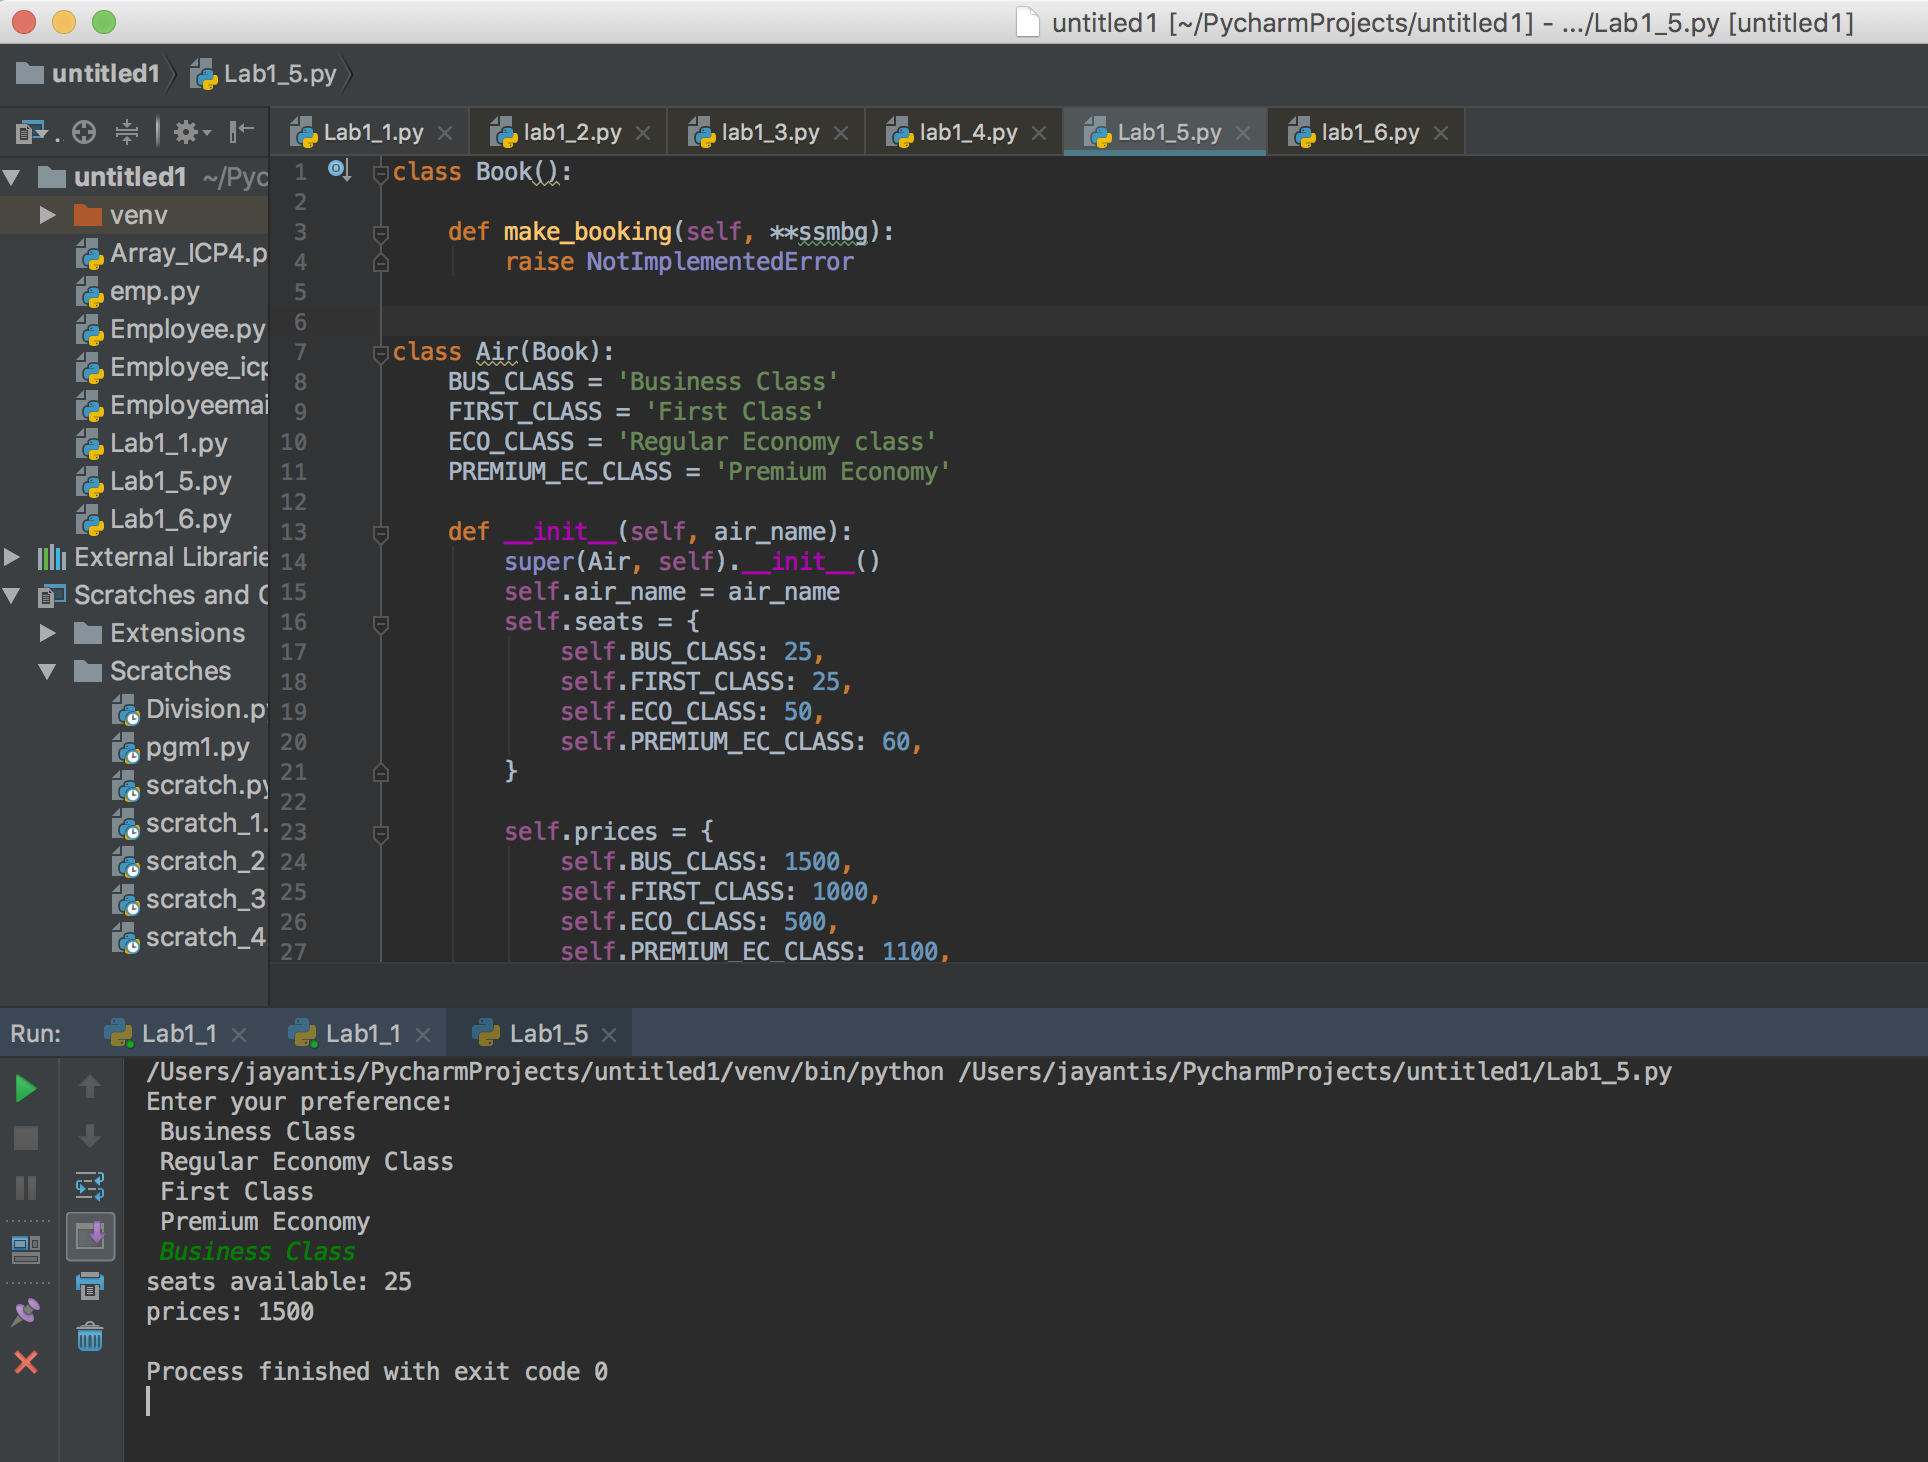 untitled1 [~/PycharmProjects/untitled1] - .../Lab1_5.py [untitled1]
untitled1 Lab1_5.py
Lab1_1.py lab1_2.py lab1_3.py lab1_4.py Lab1_5.py lab1_6.py
untitled1 ~/Pyc
venv
Array_ICP4.p
emp.py
Employee.py
Employee_icp
Employeemai
Lab1_1.py
Lab1_5.py
Lab1_6.py
External Librarie
Scratches and C
Extensions
Scratches
Division.py
pgm1.py
scratch.py
scratch_1.
scratch_2
scratch_3
scratch_4
1 class Book():
2
3 def make_booking(self, **ssmbg):
4 raise NotImplementedError
5
6
7 class Air(Book):
8 BUS_CLASS = 'Business Class'
9 FIRST_CLASS = 'First Class'
10 ECO_CLASS = 'Regular Economy class'
11 PREMIUM_EC_CLASS = 'Premium Economy'
12
13 def __init__(self, air_name):
14 super(Air, self).__init__()
15 self.air_name = air_name
16 self.seats = {
17 self.BUS_CLASS: 25,
18 self.FIRST_CLASS: 25,
19 self.ECO_CLASS: 50,
20 self.PREMIUM_EC_CLASS: 60,
21 }
22
23 self.prices = {
24 self.BUS_CLASS: 1500,
25 self.FIRST_CLASS: 1000,
26 self.ECO_CLASS: 500,
27 self.PREMIUM_EC_CLASS: 1100,
Run: Lab1_1 Lab1_1 Lab1_5
/Users/jayantis/PycharmProjects/untitled1/venv/bin/python /Users/jayantis/PycharmProjects/untitled1/Lab1_5.py
Enter your preference:
Business Class
Regular Economy Class
First Class
Premium Economy
Business Class
seats available: 25
prices: 1500
Process finished with exit code 0